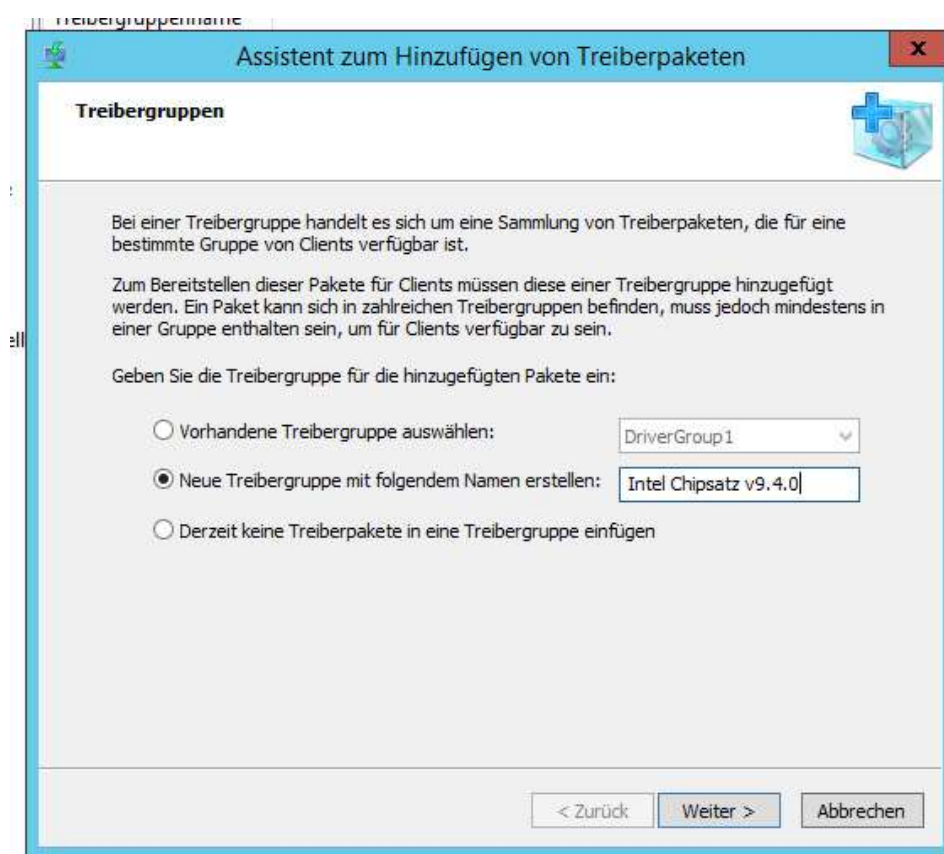 Treibergruppenname
Assistent zum Hinzufügen von Treiberpaketen
x
Treibergruppen
Bei einer Treibergruppe handelt es sich um eine Sammlung von Treiberpaketen, die für eine
bestimmte Gruppe von Clients verfügbar ist.
Zum Bereitstellen dieser Pakete für Clients müssen diese einer Treibergruppe hinzugefügt
werden. Ein Paket kann sich in zahlreichen Treibergruppen befinden, muss jedoch mindestens in
einer Gruppe enthalten sein, um für Clients verfügbar zu sein.
ell
Geben Sie die Treibergruppe für die hinzugefügten Pakete ein:
Vorhandene Treibergruppe auswählen: DriverGroup1
Neue Treibergruppe mit folgendem Namen erstellen: Intel Chipsatz v9.4.0
Derzeit keine Treiberpakete in eine Treibergruppe einfügen
< Zurück Weiter > Abbrechen